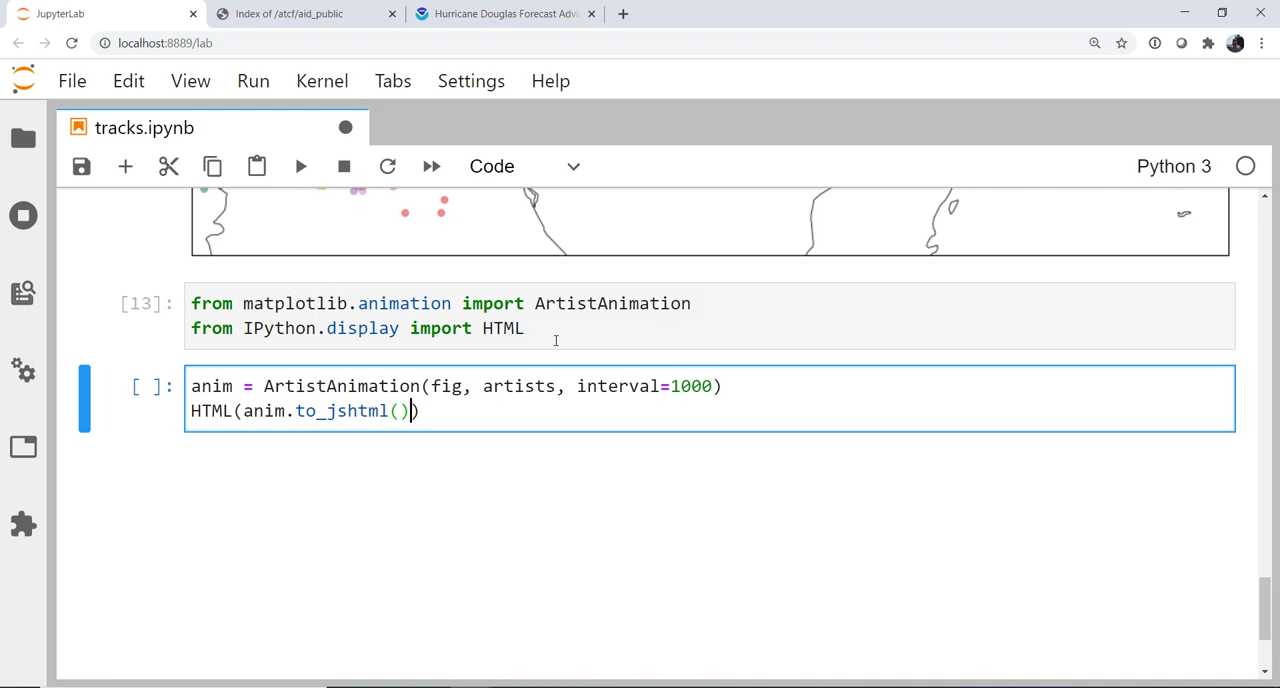 JupyterLab
Index of /atcf/aid_public
Hurricane Douglas Forecast Advi
localhost:8889/lab
File Edit View Run Kernel Tabs Settings Help
tracks.ipynb
Code
Python 3
[13]:
from matplotlib.animation import ArtistAnimation
from IPython.display import HTML
[ ]:
anim = ArtistAnimation(fig, artists, interval=1000)
HTML(anim.to_jshtml())